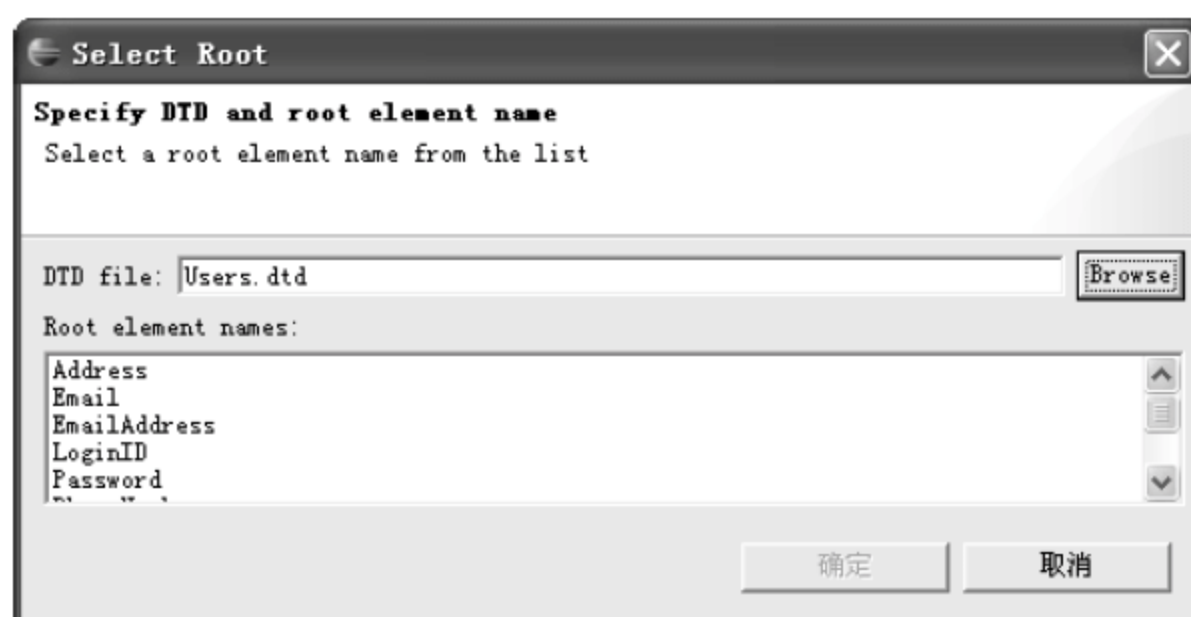 Select Root
Specify DTD and root element name
Select a root element name from the list
DTD file: Users.dtd Browse
Root element names:
Address
Email
EmailAddress
LoginID
Password
确定 取消